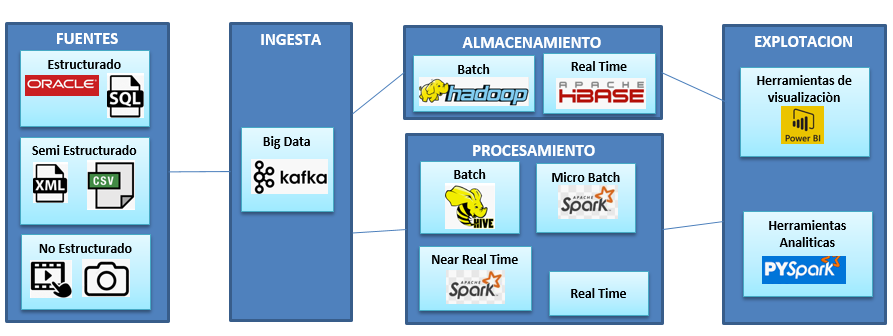 FUENTES
Estructurado
ORACLE
SQL
Semi Estructurado
XML
CSV
No Estructurado
INGESTA
Big Data
kafka
ALMACENAMIENTO
Batch
hadoop
Real Time
APACHE
HBASE
PROCESAMIENTO
Batch
HIVE
Micro Batch
APACHE
Spark
Near Real Time
APACHE
Spark
Real Time
EXPLOTACION
Herramientas de
visualizaciòn
Power BI
Herramientas
Analiticas
PYSpark